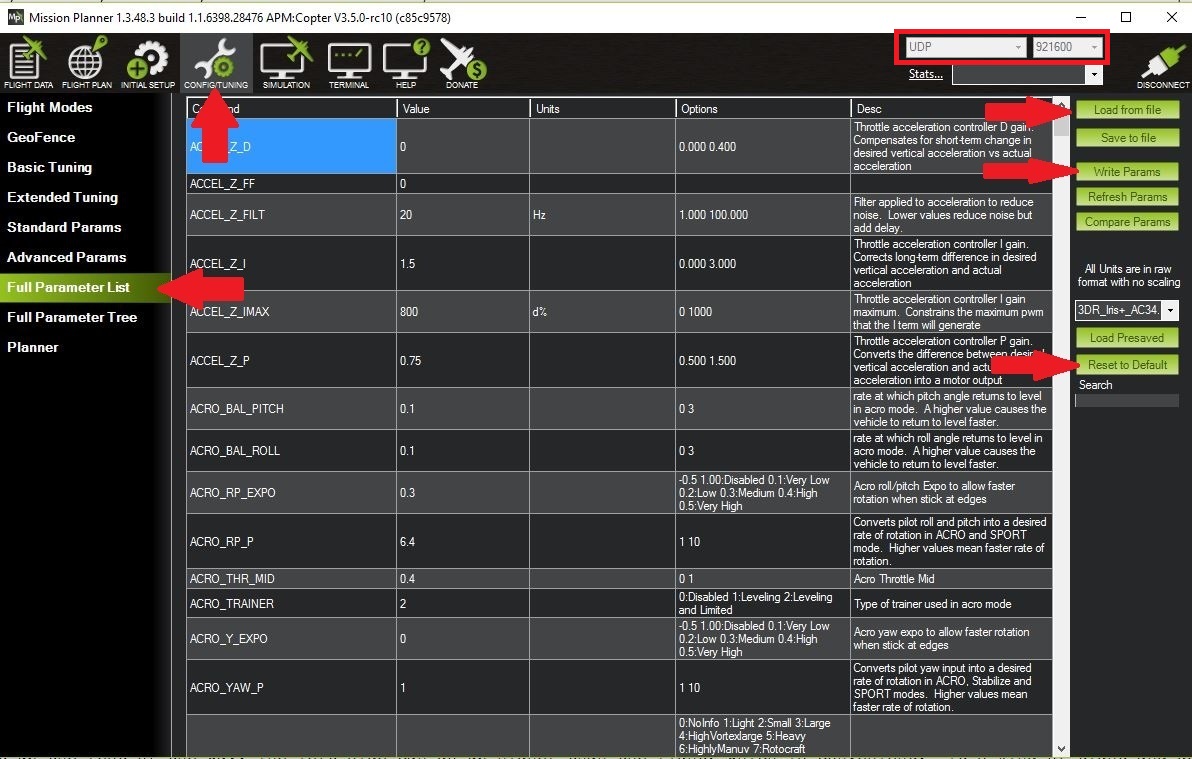 Mp Mission Planner 1.3.48.3 build 1.1.6398.28476 APM:Copter V3.5.0-rc10 (c85c9578)
FLIGHT DATA FLIGHT PLAN INITIAL SETUP CONFIG/TUNING SIMULATION TERMINAL HELP DONATE
UDP 921600
Stats...
DISCONNECT
Flight Modes
GeoFence
Basic Tuning
Extended Tuning
Standard Params
Advanced Params
Full Parameter List
Full Parameter Tree
Planner
Value Units Options Desc
0 0.000 0.400
Throttle acceleration controller D gain.
Compensates for short-term change in
desired vertical acceleration vs actual
acceleration
ACCEL_Z_FF 0
ACCEL_Z_FILT 20 Hz 1.000 100.000
Filter applied to acceleration to reduce
noise. Lower values reduce noise but
add delay.
ACCEL_Z_I 1.5 0.000 3.000
Throttle acceleration controller I gain.
Corrects long-term difference in desired
vertical acceleration and actual
acceleration
ACCEL_Z_IMAX 800 d% 0 1000
Throttle acceleration controller I gain
maximum. Constrains the maximum pwm
that the I term will generate
ACCEL_Z_P 0.75 0.500 1.500
Throttle acceleration controller P gain.
Converts the difference between
vertical acceleration and
acceleration into a motor output
ACRO_BAL_PITCH 0.1 0 3
rate at which pitch angle returns to level
in acro mode. A higher value causes the
vehicle to return to level faster.
ACRO_BAL_ROLL 0.1 0 3
rate at which roll angle returns to level in
acro mode. A higher value causes the
vehicle to return to level faster.
ACRO_RP_EXPO 0.3
-0.5 1.00:Disabled 0.1:Very Low
0.2:Low 0.3:Medium 0.4:High
0.5:Very High
Acro roll/pitch Expo to allow faster
rotation when stick at edges
ACRO_RP_P 6.4 1 10
Converts pilot roll and pitch into a desired
rate of rotation in ACRO and SPORT
mode. Higher values mean faster rate of
rotation.
ACRO_THR_MID 0.4 0 1 Acro Throttle Mid
ACRO_TRAINER 2
0:Disabled 1:Leveling 2:Leveling
and Limited
Type of trainer used in acro mode
ACRO_Y_EXPO 0
-0.5 1.00:Disabled 0.1:Very Low
0.2:Low 0.3:Medium 0.4:High
0.5:Very High
Acro yaw expo to allow faster rotation
when stick at edges
ACRO_YAW_P 1 1 10
Converts pilot yaw input into a desired
rate of rotation in ACRO, Stabilize and
SPORT modes. Higher values mean
faster rate of rotation.
0:NoInfo 1:Light 2:Small 3:Large
4:HighVortexlarge 5:Heavy
6:HighlyManuv 7:Rotocraft
Load from file
Save to file
Write Params
Refresh Params
Compare Params
All Units are in raw
format with no scaling
3DR_Iris+_AC34.
Load Presaved
Reset to Default
Search